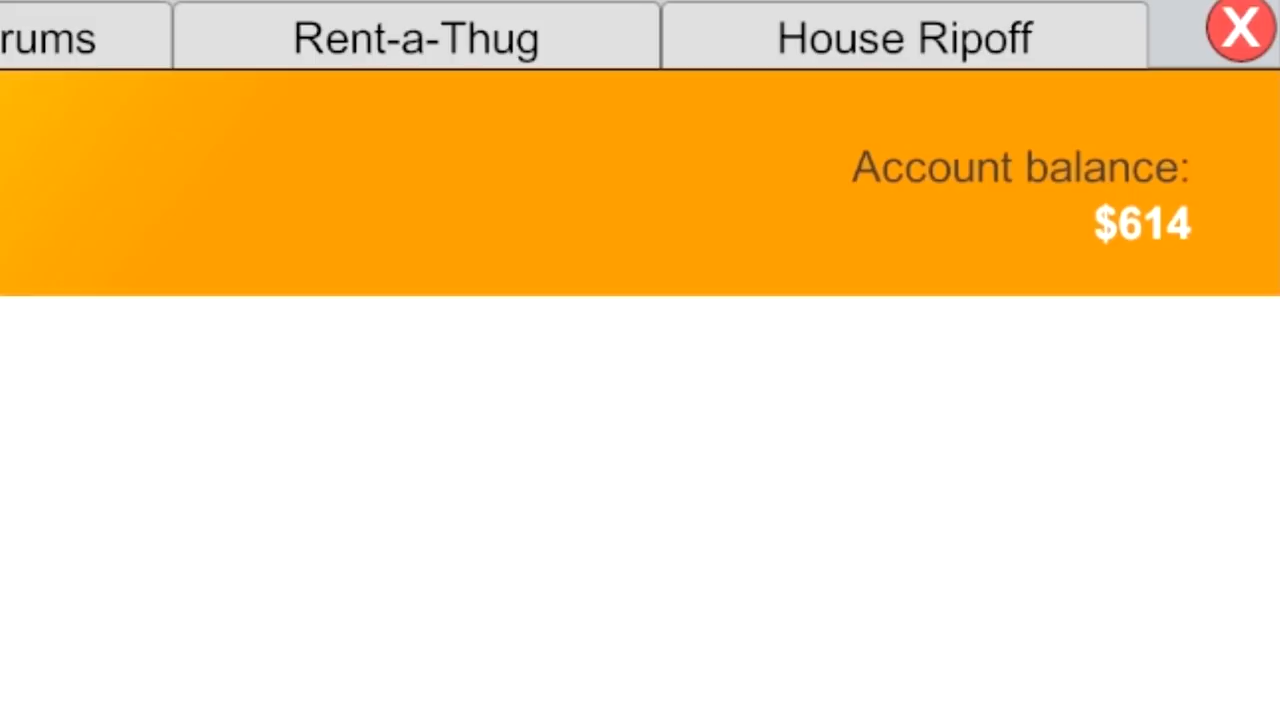 rums
Rent-a-Thug
House Ripoff
X
Account balance:
$614